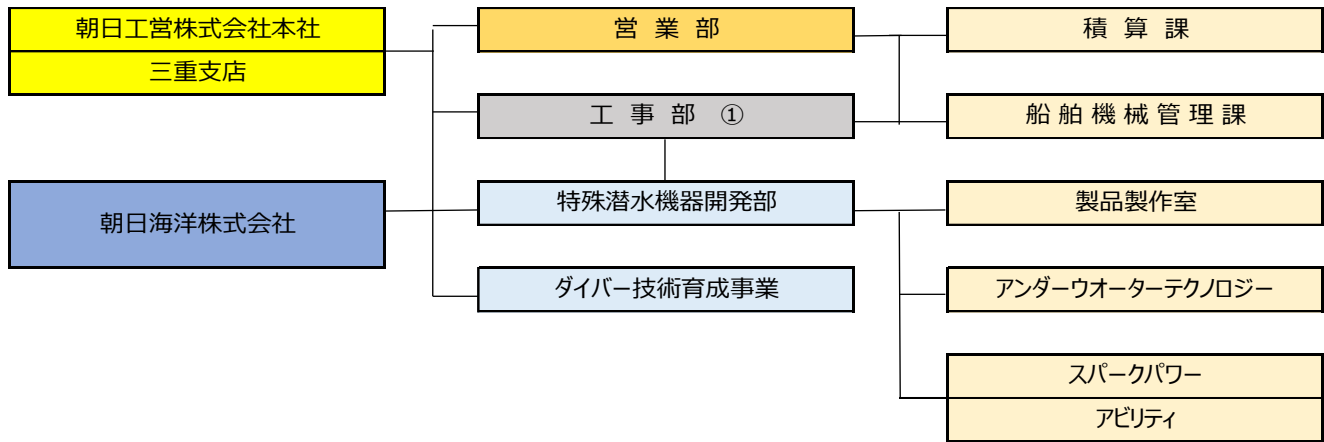 朝日工営株式会社本社
三重支店
朝日海洋株式会社
営 業 部
工 事 部 ①
特殊潜水機器開発部
ダイバー技術育成事業
積 算 課
船 舶 機 械 管 理 課
製品製作室
アンダーウオーターテクノロジー
スパークパワー
アビリティ